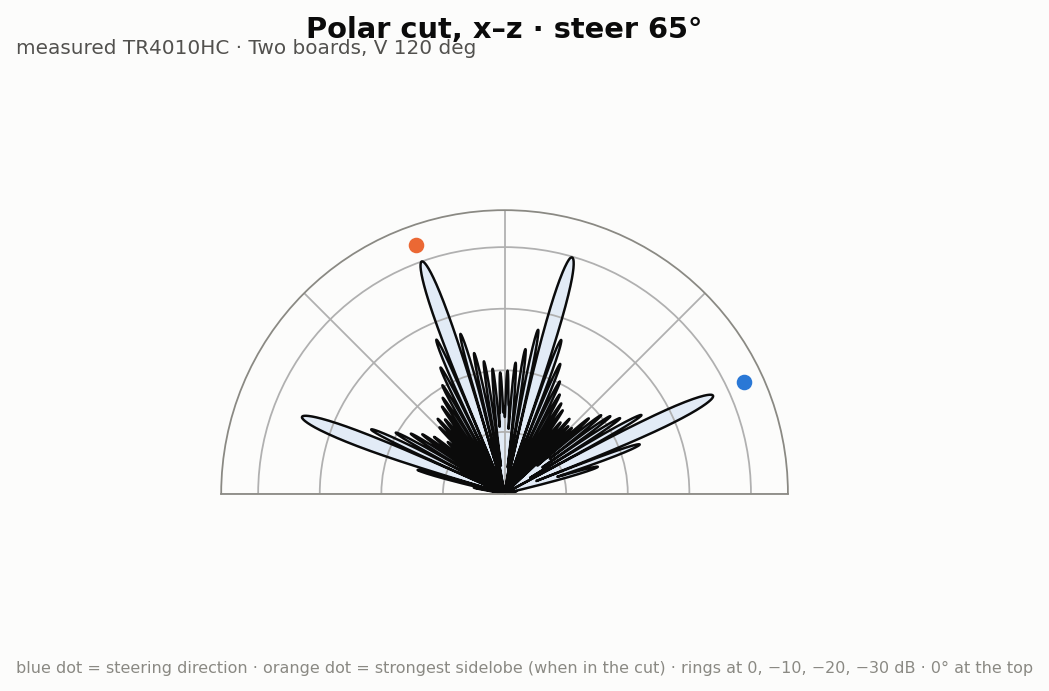 Polar cut, x–z · steer 65°
measured TR4010HC · Two boards, V 120 deg
blue dot = steering direction · orange dot = strongest sidelobe (when in the cut) · rings at 0, −10, −20, −30 dB · 0° at the top